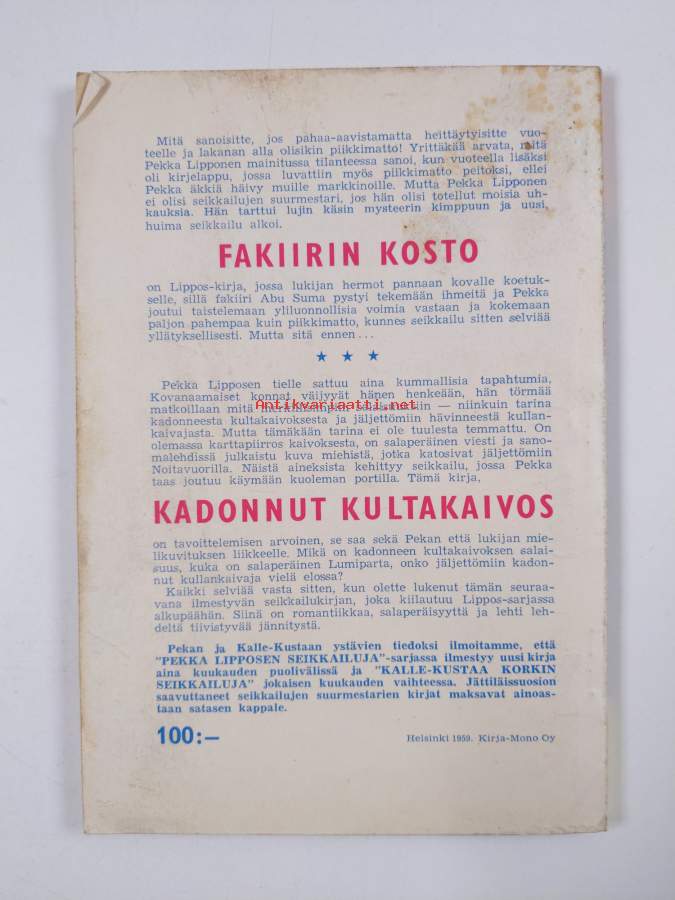 Mitä sanoisitte, jos pahaa-aavistamatta heittäytyisitte vuo-
teelle ja lakanan alla olisikin piikkimatto! Yrittäkää arvata, mitä
Pekka Lipponen mainitussa tilanteessa sanoi, kun vuoteella lisäksi
oli kirjelappu, jossa luvattiin myös piikkimatto peitoksi, ellei
Pekka äkkiä häivy muille markkinoille. Mutta Pekka Lipponen
ei olisi seikkailujen suurmestari, jos hän olisi totellut moisia uh-
kauksia. Hän tarttui lujin käsin mysteerin kimppuun ja uusi,
huima seikkailu alkoi.
FAKIIRIN KOSTO
on Lippos-kirja, jossa lukijan hermot pannaan kovalle koetuk-
selle, sillä fakiiri Abu Suma pystyi tekemään ihmeitä ja Pekka
joutui taistelemaan yliluonnollisia voimia vastaan ja kokemaan
paljon pahempaa kuin piikkimatto, kunnes seikkailu sitten selviää
yllätyksellisesti. Mutta sitä ennen...
★ ★ ★
Pekka Lipposen tielle sattuu aina kummallisia tapahtumia,
Kovanaamaiset konnat väijyvät hänen henkeään, hän törmää
matkoillaan mitä — niinkuin tarina
Antikvariaatti.net
kadonneesta kultakaivoksesta ja jäljettömiin hävinneestä kullan-
kaivajasta. Mutta tämäkään tarina ei ole tuulesta temmattu. On
olemassa karttapiirros kaivoksesta, on salaperäinen viesti ja sano-
malehdissä julkaistu kuva miehistä, jotka katosivat jäljettömiin
Noitavuorilla. Näistä aineksista kehittyy seikkailu, jossa Pekka
taas joutuu käymään kuoleman portilla. Tämä kirja,
KADONNUT KULTAKAIVOS
on tavoittelemisen arvoinen, se saa sekä Pekan että lukijan mie-
likuvituksen liikkeelle. Mikä on kadonneen kultakaivoksen salai-
suus, kuka on salaperäinen Lumiparta, onko jäljettömiin kadon-
nut kullankaivaja vielä elossa?
Kaikki selviää vasta sitten, kun olette lukenut tämän seuraa-
vana ilmestyvän seikkailukirjan, joka kiilautuu Lippos-sarjassa
alkupäähän. Siinä on romantiikkaa, salaperäisyyttä ja lehti leh-
deltä tiivistyvää jännitystä.
Pekan ja Kalle-Kustaan ystävien tiedoksi ilmoitamme, että
"PEKKA LIPPOSEN SEIKKAILUJA"-sarjassa ilmestyy uusi kirja
aina kuukauden puolivälissä ja "KALLE-KUSTAA KORKIN
SEIKKAILUJA" jokaisen kuukauden vaihteessa. Jättiläissuosion
saavuttaneet seikkailujen suurmestarien kirjat maksavat ainoas-
taan satasen kappale.
100:—
Helsinki 1959. Kirja-Mono Oy